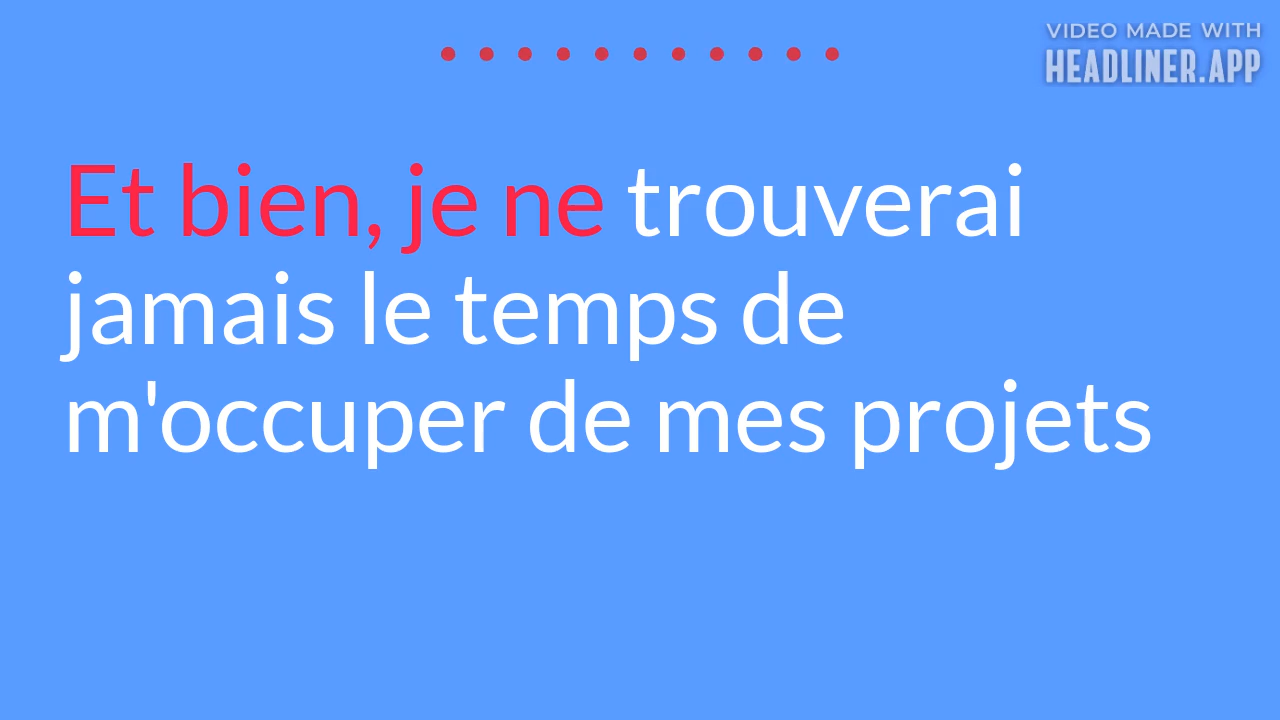 VIDEO MADE WITH
HEADLINER.APP
Et bien, je ne trouverai
jamais le temps de
m'occuper de mes projets